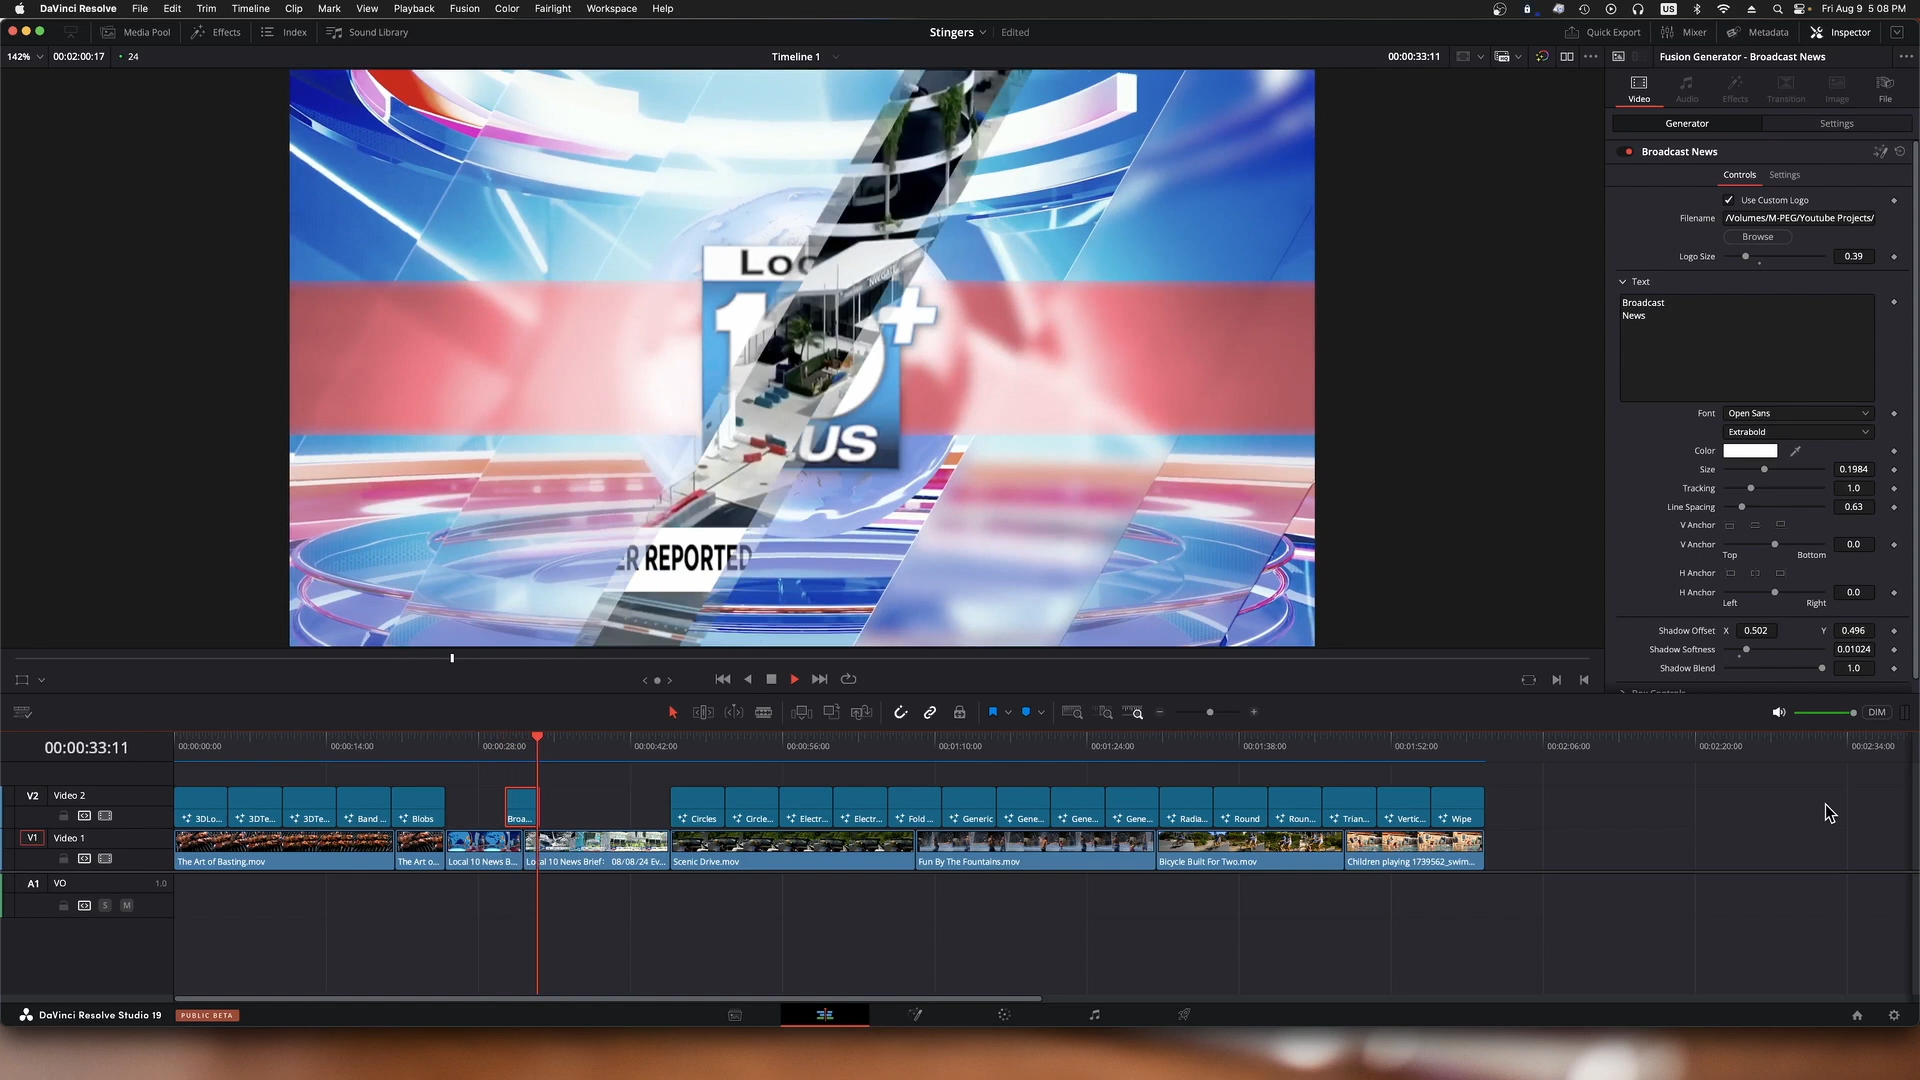 DaVinci Resolve File Edit Trim Timeline Clip Mark View Playback Fusion Color Fairlight Workspace Help US Fri Aug 9 5:08 PM
Media Pool Effects Index Sound Library Stingers Edited Quick Export Mixer Metadata Inspector
142% 00:02:00:17 24 Timeline 1 00:00:33:11 Fusion Generator - Broadcast News
Video Audio Effects Transition Image File
Generator Settings
Broadcast News
Controls Settings
Use Custom Logo
Filename /Volumes/M-PEG/Youtube Projects/
Browse
Logo Size 0.39
Text
Broadcast
News
Font Open Sans
Extrabold
Color
Size 0.1984
Tracking 1.0
Line Spacing 0.63
V Anchor
V Anchor 0.0
Top Bottom
H Anchor
H Anchor 0.0
Left Right
Shadow Offset X 0.502 Y 0.496
Shadow Softness 0.01024
Shadow Blend 1.0
Loc
1
+
US
ER REPORTED
DIM
00:00:33:11 00:00:00:00 00:00:14:00 00:00:28:00 00:00:42:00 00:00:56:00 00:01:10:00 00:01:24:00 00:01:38:00 00:01:52:00 00:02:06:00 00:02:20:00 00:02:34:00
V2 Video 2
3DLo... 3DTe... 3DTe... Band ... Blobs Broa... Circles Circle... Electr... Electr... Fold ... Generic Gene... Gene... Gene... Radia... Round Roun... Trian... Vertic... Wipe
V1 Video 1
The Art of Basting.mov The Art o... Local 10 News B... Local 10 News Brief: 08/08/24 Ev... Scenic Drive.mov Fun By The Fountains.mov Bicycle Built For Two.mov Children playing 1739562_swim...
A1 VO 1.0
S M
DaVinci Resolve Studio 19 PUBLIC BETA